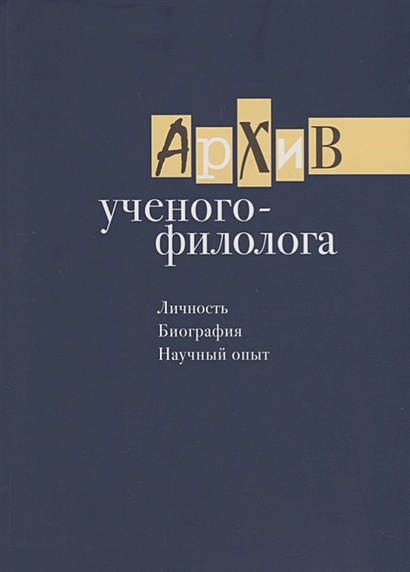 АрХиВ
ученого-
филолога
Личность
Биография
Научный опыт